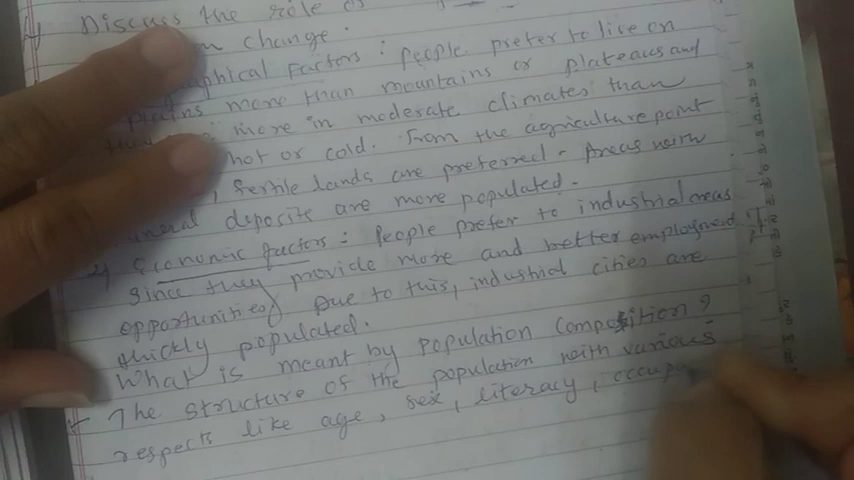 Discuss the role of
change.
Factors: people prefer to live on
plains more than mountains or plateaus and
more in moderate climates than
hot or cold. From the agriculture point
, fertile lands are preferred. Areas with
mineral deposits are more populated.
2) Economic factors: People prefer to industrial areas
since they provide more and better employment
opportunities. Due to this, industrial cities are
thickly populated.
What is meant by population composition?
The structure of the population with various
respects like age, sex, literacy,